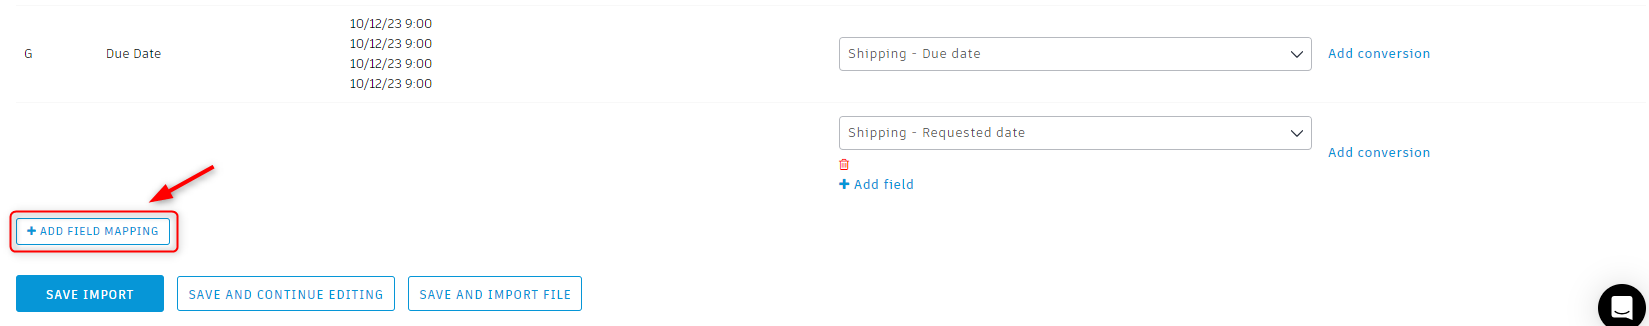 10/12/23 9:00
10/12/23 9:00
10/12/23 9:00
10/12/23 9:00
G Due Date Shipping - Due date Add conversion
Shipping - Requested date
Add conversion
+ Add field
+ ADD FIELD MAPPING
SAVE IMPORT SAVE AND CONTINUE EDITING SAVE AND IMPORT FILE